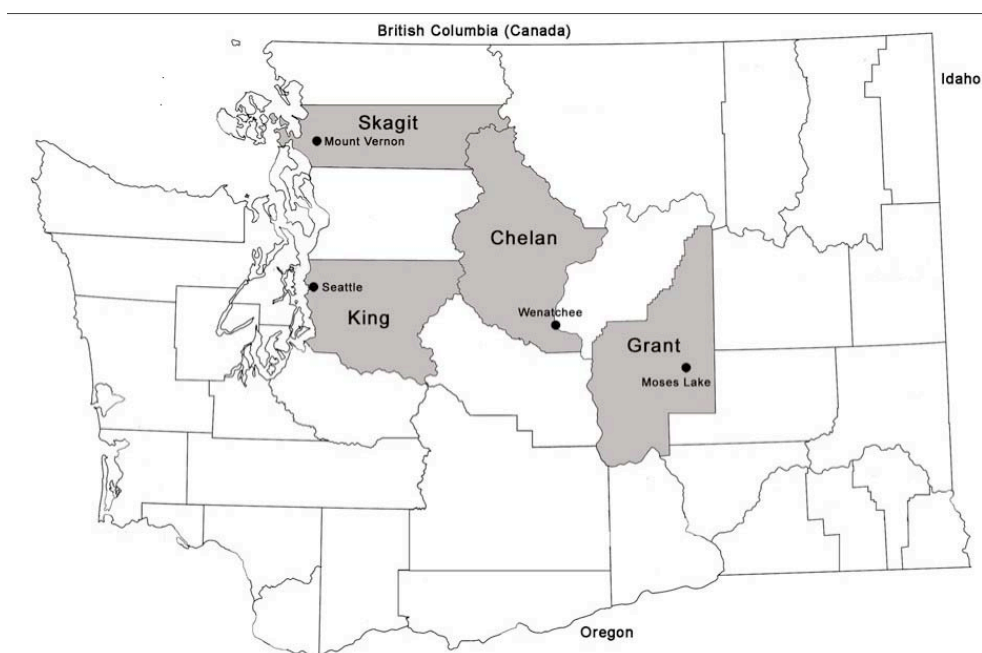 British Columbia (Canada)
Idaho
Skagit
Mount Vernon
Chelan
Seattle
King
Wenatchee
Grant
Moses Lake
Oregon